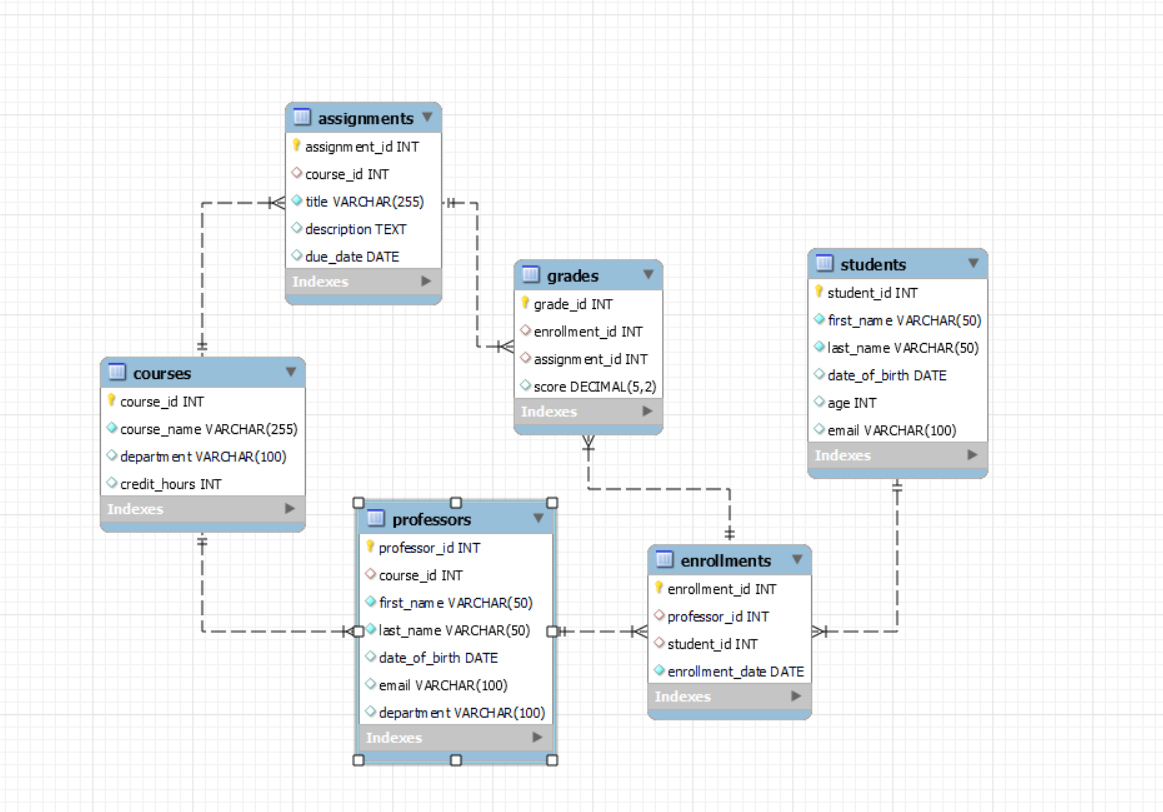 assignments
assignment_id INT
course_id INT
title VARCHAR(255)
description TEXT
due_date DATE
Indexes
grades
grade_id INT
enrollment_id INT
assignment_id INT
score DECIMAL(5,2)
Indexes
students
student_id INT
first_name VARCHAR(50)
last_name VARCHAR(50)
date_of_birth DATE
age INT
email VARCHAR(100)
Indexes
courses
course_id INT
course_name VARCHAR(255)
department VARCHAR(100)
credit_hours INT
Indexes
professors
professor_id INT
course_id INT
first_name VARCHAR(50)
last_name VARCHAR(50)
date_of_birth DATE
email VARCHAR(100)
department VARCHAR(100)
Indexes
enrollments
enrollment_id INT
professor_id INT
student_id INT
enrollment_date DATE
Indexes